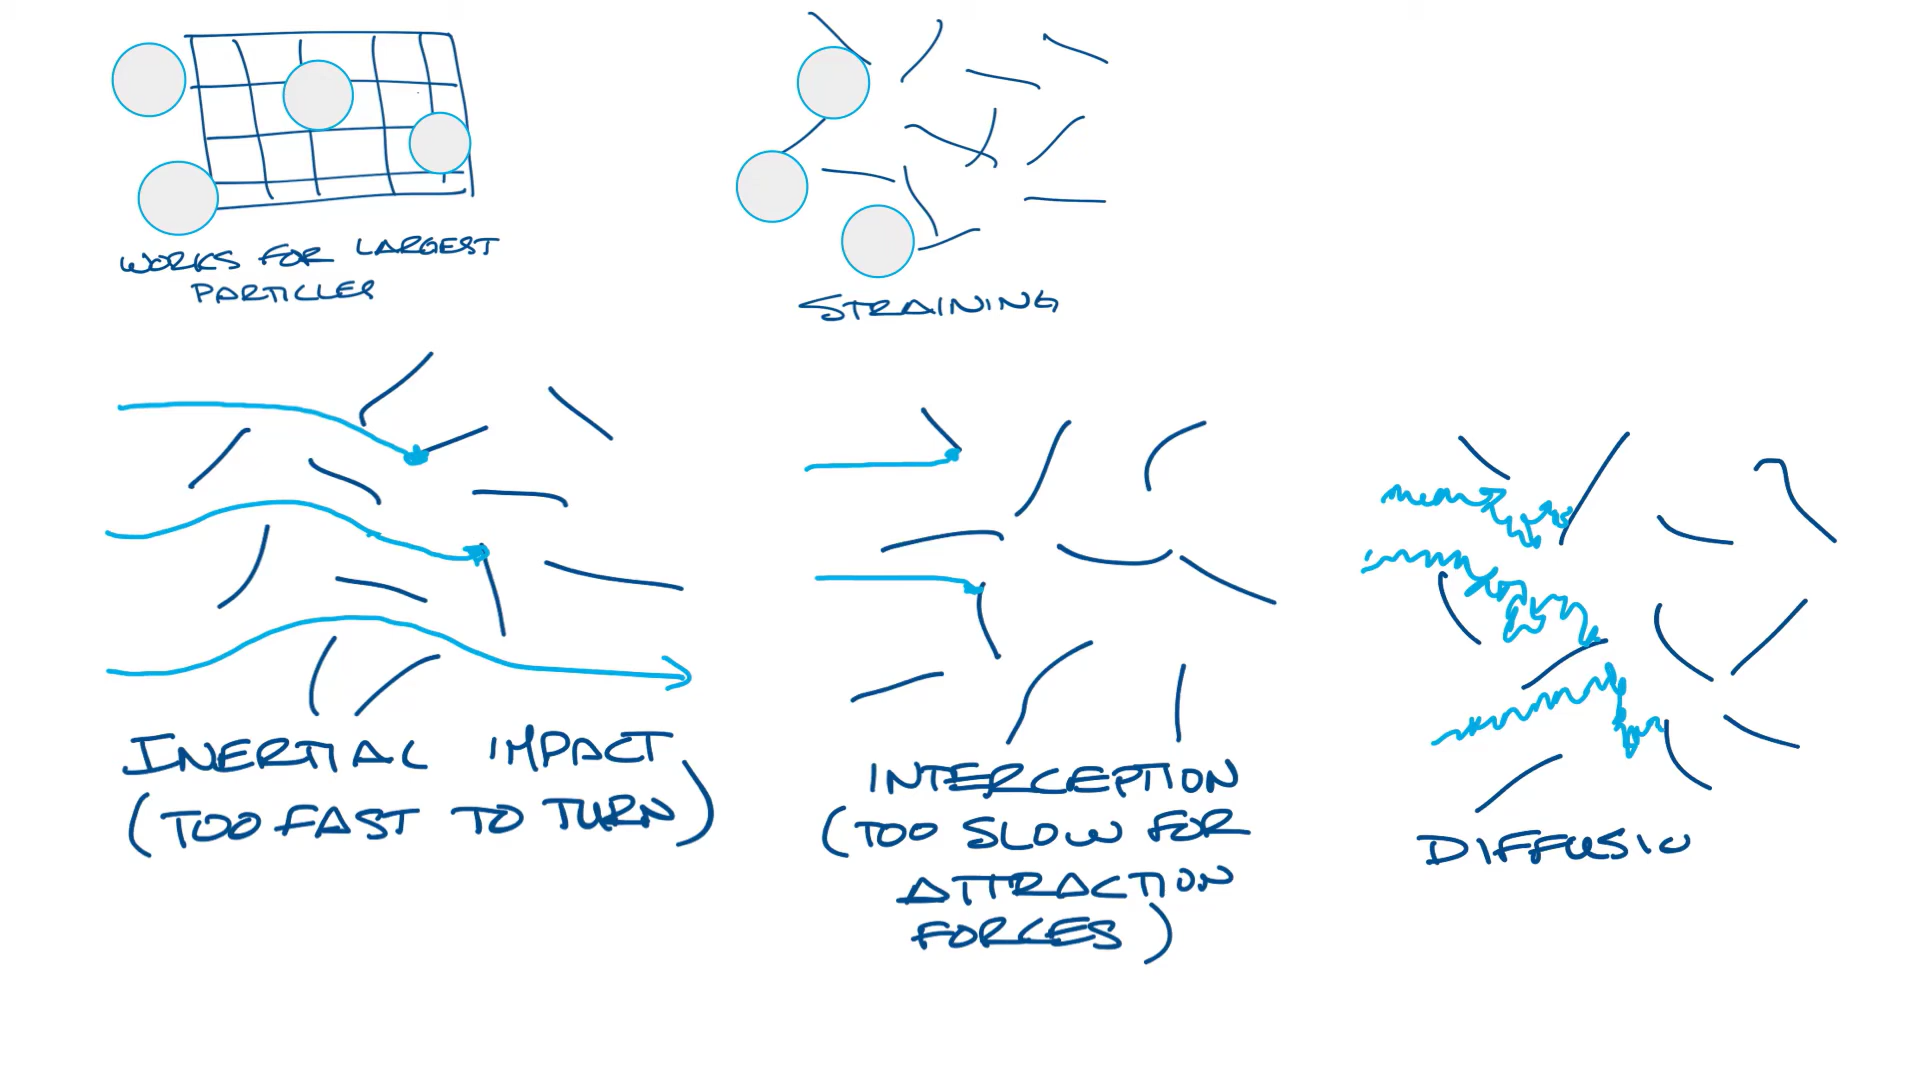 WORKS FOR LARGEST
PARTICLES
STRAINING
INERTIAL IMPACT
(TOO FAST TO TURN)
INTERCEPTION
(TOO SLOW FOR
ATTRACTION
FORCES)
DIFFUSIO